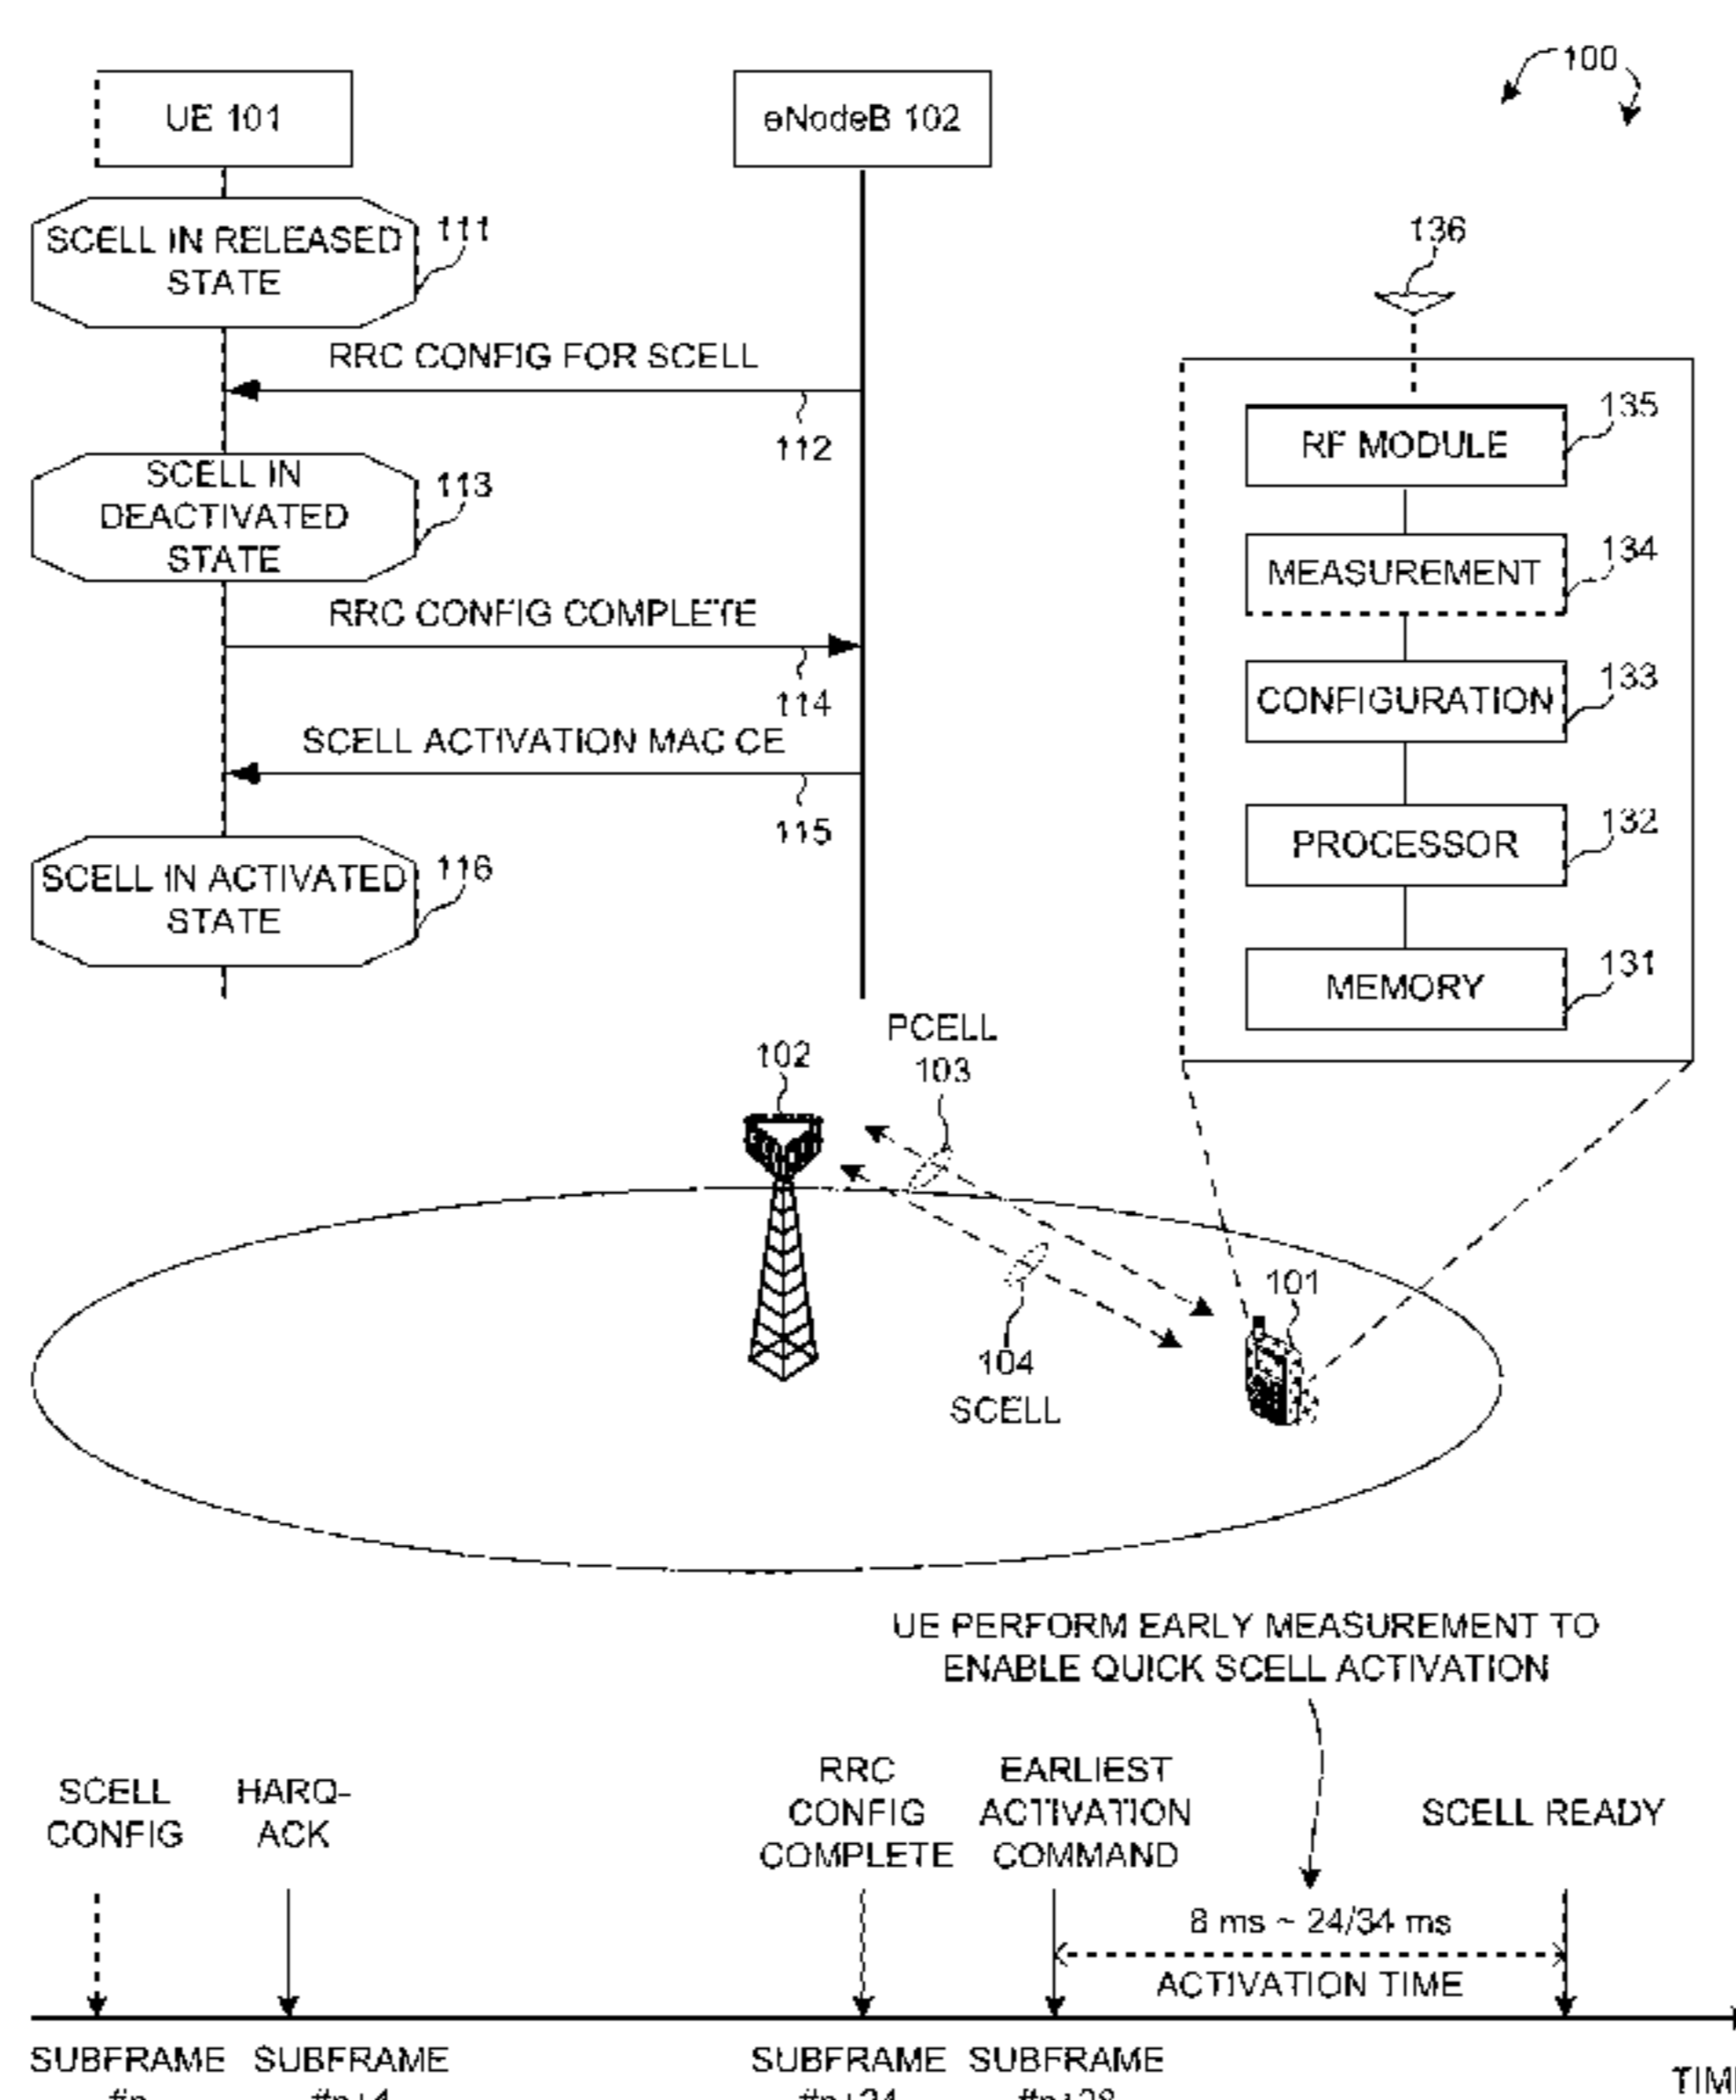 100
UE 101
eNodeB 102
SCELL IN RELEASED
STATE
111
136
RRC CONFIG FOR SCELL
112
135
RF MODULE
SCELL IN
DEACTIVATED
STATE
113
134
MEASUREMENT
RRC CONFIG COMPLETE
114
133
CONFIGURATION
SCELL ACTIVATION MAC CE
115
132
PROCESSOR
SCELL IN ACTIVATED
STATE
116
131
MEMORY
PCELL
103
102
101
104
SCELL
UE PERFORM EARLY MEASUREMENT TO
ENABLE QUICK SCELL ACTIVATION
SCELL
CONFIG
HARQ-
ACK
RRC
CONFIG
COMPLETE
EARLIEST
ACTIVATION
COMMAND
SCELL READY
8 ms ~ 24/34 ms
ACTIVATION TIME
SUBFRAME
SUBFRAME
SUBFRAME
SUBFRAME